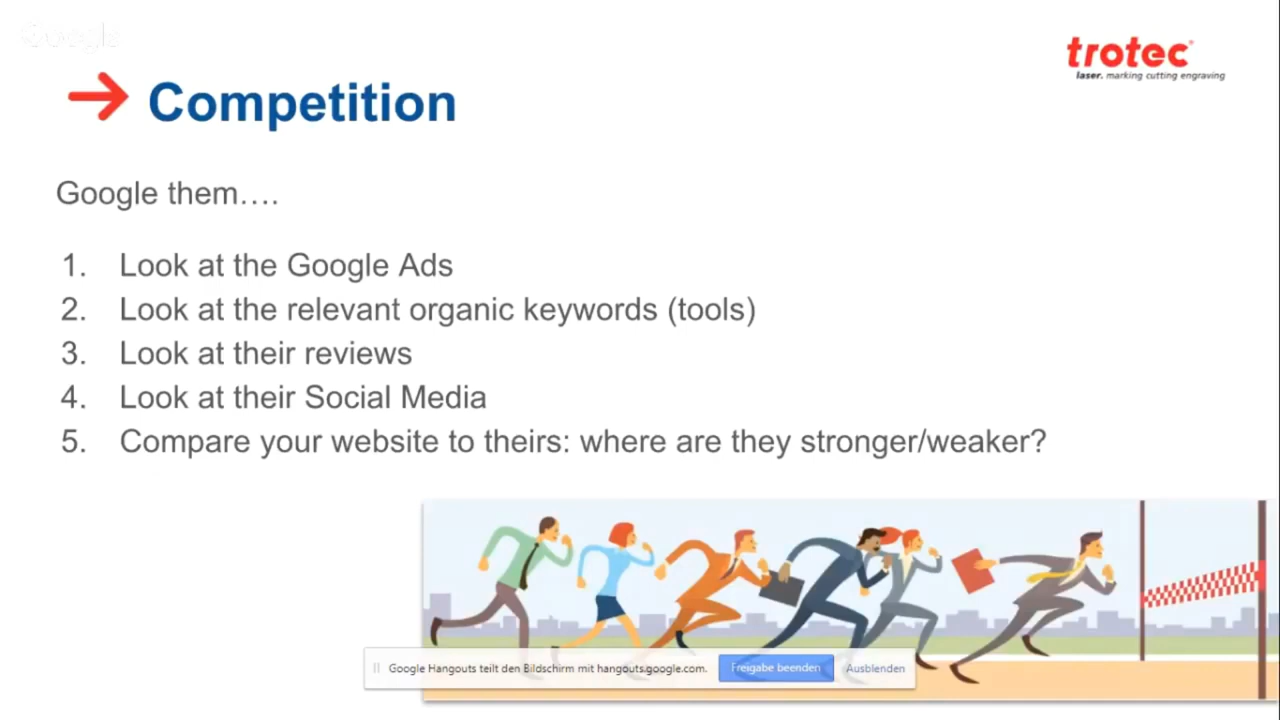 Google
trotec
laser. marking cutting engraving
Competition
Google them....
1. Look at the Google Ads
2. Look at the relevant organic keywords (tools)
3. Look at their reviews
4. Look at their Social Media
5. Compare your website to theirs: where are they stronger/weaker?
Google Hangouts teilt den Bildschirm mit hangouts.google.com. Freigabe beenden Ausblenden